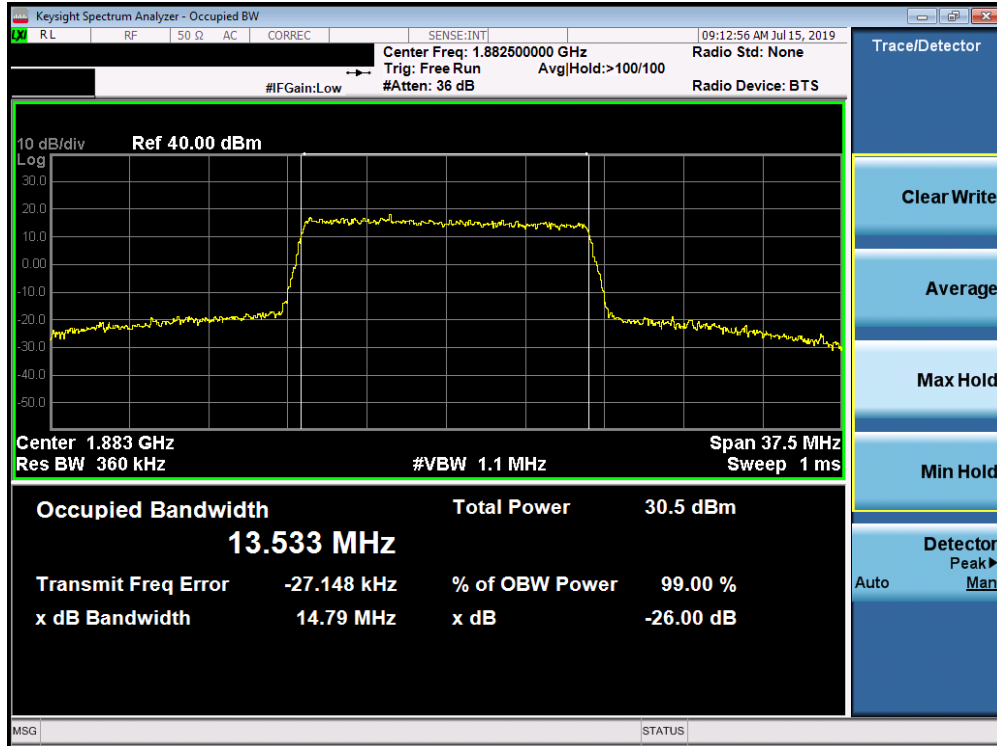 Keysight Spectrum Analyzer - Occupied BW
LXI RL RF 50 Ω AC CORREC SENSE:INT 09:12:56 AM Jul 15, 2019
Center Freq: 1.882500000 GHz Radio Std: None
Trig: Free Run Avg|Hold:>100/100
#IFGain:Low #Atten: 36 dB Radio Device: BTS
10 dB/div Ref 40.00 dBm
Log
30.0
20.0
10.0
0.00
-10.0
-20.0
-30.0
-40.0
-50.0
Center 1.883 GHz Span 37.5 MHz
Res BW 360 kHz #VBW 1.1 MHz Sweep 1 ms
Occupied Bandwidth Total Power 30.5 dBm
13.533 MHz
Transmit Freq Error -27.148 kHz % of OBW Power 99.00 %
x dB Bandwidth 14.79 MHz x dB -26.00 dB
MSG STATUS
Trace/Detector
Clear Write
Average
Max Hold
Min Hold
Detector
Peak▶
Auto Man